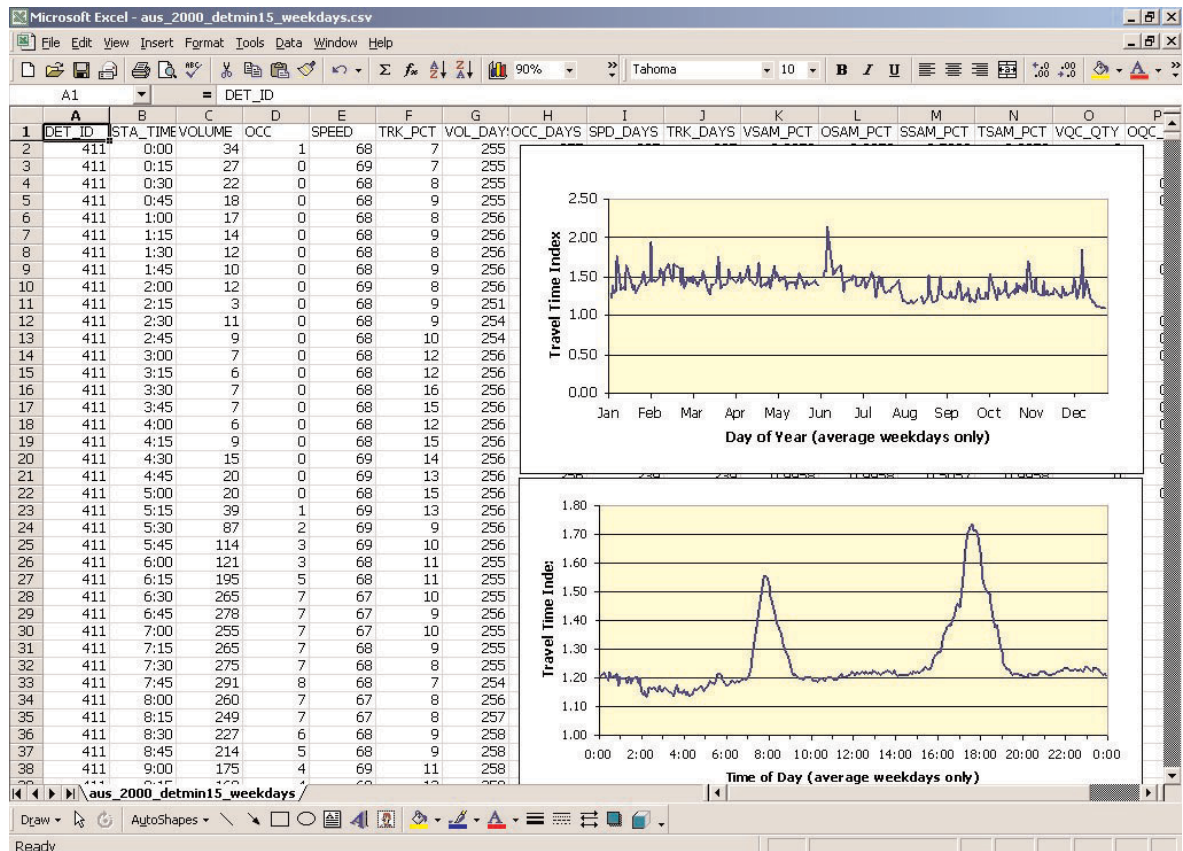 Microsoft Excel - aus_2000_detmin15_weekdays.csv
File Edit View Insert Format Tools Data Window Help
90% Tahoma 10 B I U
A1 = DET_ID
A B C D E F G H I J K L M N O P
1 DET_ID STA_TIME VOLUME OCC SPEED TRK_PCT VOL_DAY OCC_DAYS SPD_DAYS TRK_DAYS VSAM_PCT OSAM_PCT SSAM_PCT TSAM_PCT VQC_QTY OQC_
2 411 0:00 34 1 68 7 255
3 411 0:15 27 0 69 7 255
4 411 0:30 22 0 68 8 255
5 411 0:45 18 0 68 9 255
6 411 1:00 17 0 68 8 256
7 411 1:15 14 0 68 9 256
8 411 1:30 12 0 68 8 256
9 411 1:45 10 0 68 9 256
10 411 2:00 12 0 69 8 256
11 411 2:15 3 0 68 9 251
12 411 2:30 11 0 68 9 254
13 411 2:45 9 0 68 10 254
14 411 3:00 7 0 68 12 256
15 411 3:15 6 0 68 12 256
16 411 3:30 7 0 68 16 256
17 411 3:45 7 0 68 15 256
18 411 4:00 6 0 68 12 256
19 411 4:15 9 0 68 15 256
20 411 4:30 15 0 69 14 256
21 411 4:45 20 0 69 13 256
22 411 5:00 20 0 68 15 256
23 411 5:15 39 1 69 13 256
24 411 5:30 87 2 69 9 256
25 411 5:45 114 3 69 10 256
26 411 6:00 121 3 68 11 255
27 411 6:15 195 5 68 11 255
28 411 6:30 265 7 67 10 255
29 411 6:45 278 7 67 9 256
30 411 7:00 255 7 67 10 255
31 411 7:15 265 7 68 9 255
32 411 7:30 275 7 68 8 255
33 411 7:45 291 8 68 7 254
34 411 8:00 260 7 67 8 256
35 411 8:15 249 7 67 8 257
36 411 8:30 227 6 68 9 258
37 411 8:45 214 5 68 9 258
38 411 9:00 175 4 69 11 258
2.50
2.00
1.50
1.00
0.50
0.00
Travel Time Index
Jan Feb Mar Apr May Jun Jul Aug Sep Oct Nov Dec
Day of Year (average weekdays only)
1.80
1.70
1.60
1.50
1.40
1.30
1.20
1.10
1.00
Travel Time Inde
0:00 2:00 4:00 6:00 8:00 10:00 12:00 14:00 16:00 18:00 20:00 22:00 0:00
Time of Day (average weekdays only)
aus_2000_detmin15_weekdays
Draw AutoShapes
Ready